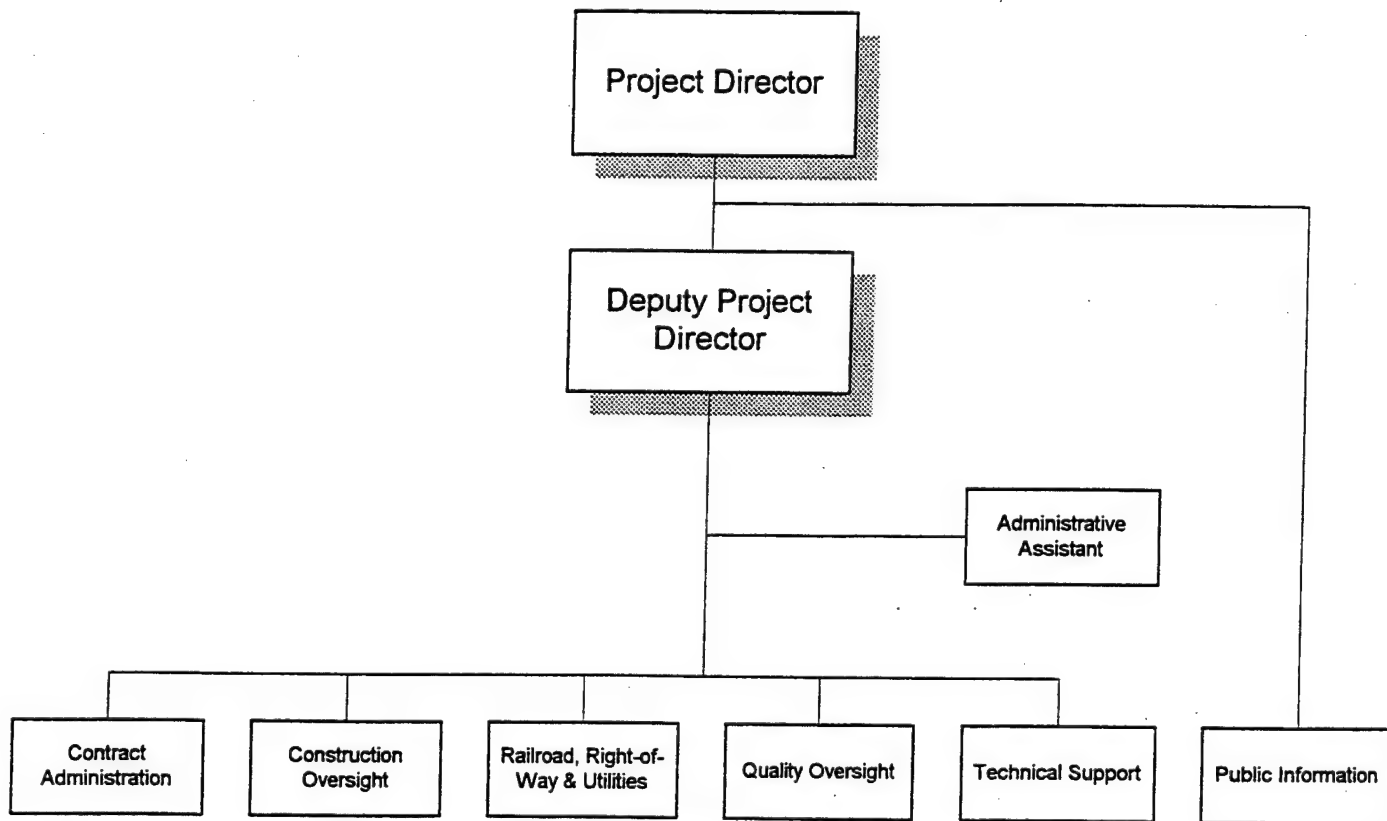 Project Director
Deputy Project
Director
Administrative
Assistant
Contract
Administration
Construction
Oversight
Railroad, Right-of-
Way & Utilities
Quality Oversight
Technical Support
Public Information